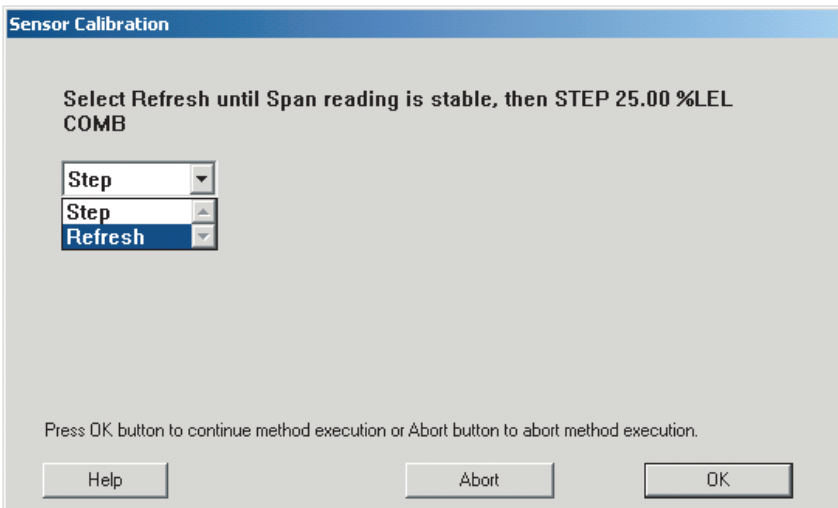 Sensor Calibration
Select Refresh until Span reading is stable, then STEP 25.00 %LEL
COMB
Step
Step
Refresh
Press OK button to continue method execution or Abort button to abort method execution.
Help Abort OK